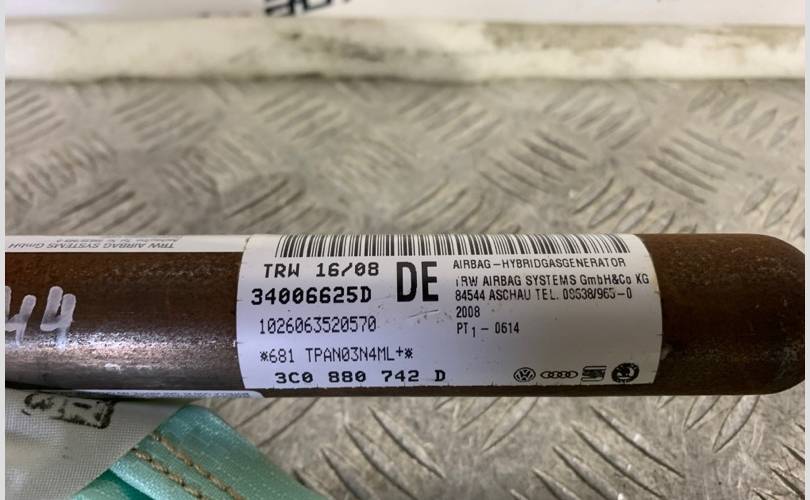 TRW AIRBAG SYSTEMS GmbH
44
TRW 16/08
34006625D
DE
1026063520570
*681 TPAN03N4ML+*
3C0 880 742 D
AIRBAG-HYBRIDGASGENERATOR
TRW AIRBAG SYSTEMS GmbH&Co KG
84544 ASCHAU TEL. 08638/965-0
2008
PT1- 0614